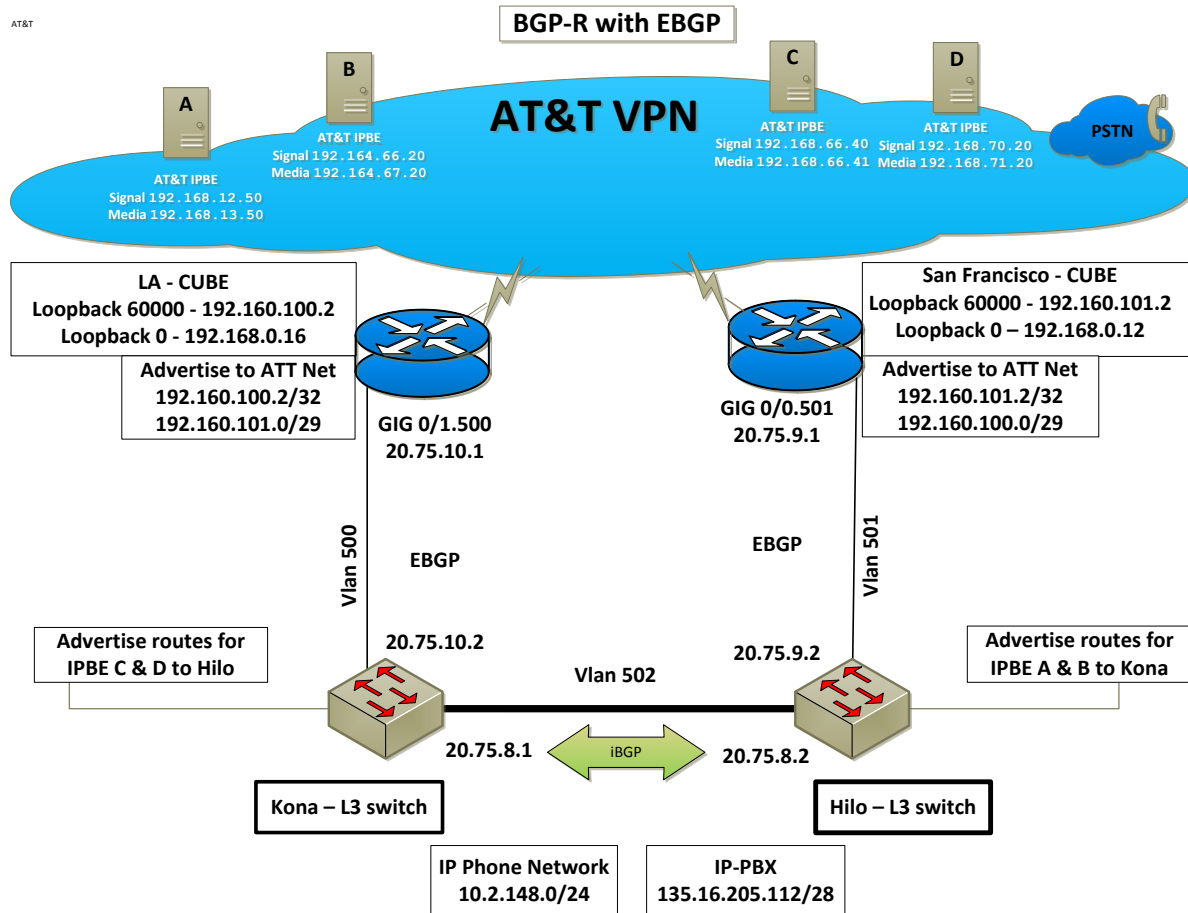 AT&T
BGP-R with EBGP
A
B
C
D
AT&T VPN
PSTN
AT&T IPBE
Signal 192.168.12.50
Media 192.168.13.50
AT&T IPBE
Signal 192.164.66.20
Media 192.164.67.20
AT&T IPBE
Signal 192.168.66.40
Media 192.168.66.41
AT&T IPBE
Signal 192.168.70.20
Media 192.168.71.20
LA - CUBE
Loopback 60000 - 192.160.100.2
Loopback 0 - 192.168.0.16
Advertise to ATT Net
192.160.100.2/32
192.160.101.0/29
San Francisco - CUBE
Loopback 60000 - 192.160.101.2
Loopback 0 – 192.168.0.12
Advertise to ATT Net
192.160.101.2/32
192.160.100.0/29
GIG 0/1.500
20.75.10.1
GIG 0/0.501
20.75.9.1
Vlan 500
EBGP
EBGP
Vlan 501
Advertise routes for
IPBE C & D to Hilo
20.75.10.2
Vlan 502
20.75.9.2
Advertise routes for
IPBE A & B to Kona
20.75.8.1
iBGP
20.75.8.2
Kona – L3 switch
Hilo – L3 switch
IP Phone Network
10.2.148.0/24
IP-PBX
135.16.205.112/28